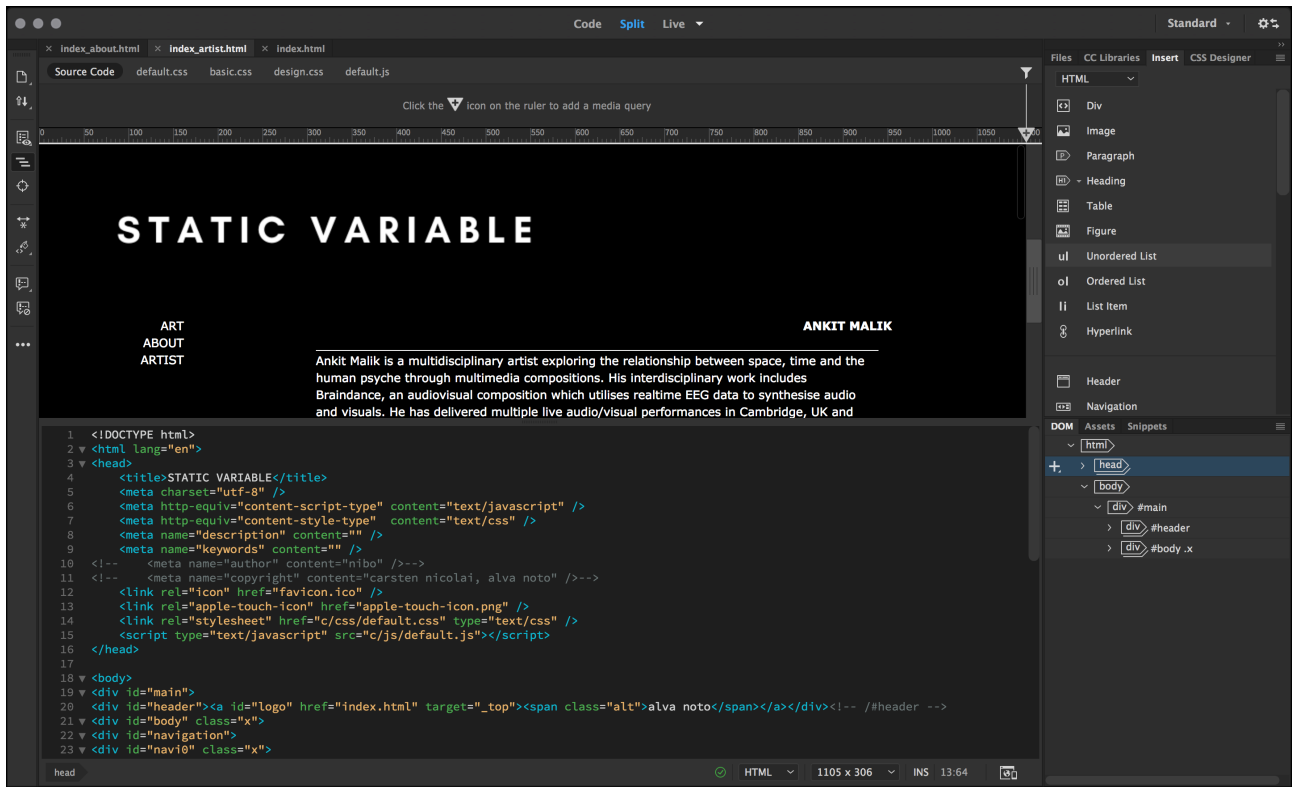 Code Split Live
Standard
index_about.html index_artist.html index.html
Source Code default.css basic.css design.css default.js
Click the icon on the ruler to add a media query
0 50 100 150 200 250 300 350 400 450 500 550 600 650 700 750 800 850 900 950 1000 1050
STATIC VARIABLE
ART
ABOUT
ARTIST
ANKIT MALIK
Ankit Malik is a multidisciplinary artist exploring the relationship between space, time and the
human psyche through multimedia compositions. His interdisciplinary work includes
Braindance, an audiovisual composition which utilises realtime EEG data to synthesise audio
and visuals. He has delivered multiple live audio/visual performances in Cambridge, UK and
1 <!DOCTYPE html>
2 <html lang="en">
3 <head>
4 <title>STATIC VARIABLE</title>
5 <meta charset="utf-8" />
6 <meta http-equiv="content-script-type" content="text/javascript" />
7 <meta http-equiv="content-style-type" content="text/css" />
8 <meta name="description" content="" />
9 <meta name="keywords" content="" />
10 <!-- <meta name="author" content="nibo" />-->
11 <!-- <meta name="copyright" content="carsten nicolai, alva noto" />-->
12 <link rel="icon" href="favicon.ico" />
13 <link rel="apple-touch-icon" href="apple-touch-icon.png" />
14 <link rel="stylesheet" href="c/css/default.css" type="text/css" />
15 <script type="text/javascript" src="c/js/default.js"></script>
16 </head>
17
18 <body>
19 <div id="main">
20 <div id="header"><a id="logo" href="index.html" target="_top"><span class="alt">alva noto</span></a></div><!-- /#header -->
21 <div id="body" class="x">
22 <div id="navigation">
23 <div id="navi0" class="x">
head
HTML 1105 x 306 INS 13:64
Files CC Libraries Insert CSS Designer
HTML
Div
Image
P Paragraph
H1 Heading
Table
Figure
ul Unordered List
ol Ordered List
li List Item
Hyperlink
Header
Navigation
DOM Assets Snippets
html
head
body
div #main
div #header
div #body .x